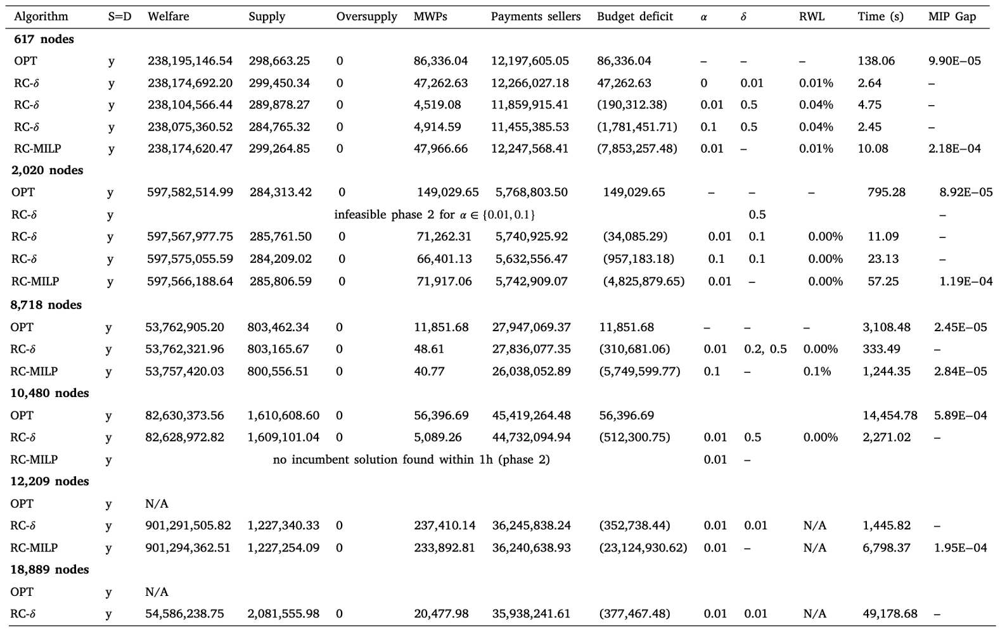 Algorithm S=D Welfare Supply Oversupply MWPs Payments sellers Budget deficit α δ RWL Time (s) MIP Gap
617 nodes
OPT y 238,195,146.54 298,663.25 0 86,336.04 12,197,605.05 86,336.04 – – – 138.06 9.90E−05
RC-δ y 238,174,692.20 299,450.34 0 47,262.63 12,266,027.18 47,262.63 0 0.01 0.01% 2.64 –
RC-δ y 238,104,566.44 289,878.27 0 4,519.08 11,859,915.41 (190,312.38) 0.01 0.5 0.04% 4.75 –
RC-δ y 238,075,360.52 284,765.32 0 4,914.59 11,455,385.53 (1,781,451.71) 0.1 0.5 0.04% 2.45 –
RC-MILP y 238,174,620.47 299,264.85 0 47,966.66 12,247,568.41 (7,853,257.48) 0.01 – 0.01% 10.08 2.18E−04
2,020 nodes
OPT y 597,582,514.99 284,313.42 0 149,029.65 5,768,803.50 149,029.65 – – – 795.28 8.92E−05
RC-δ y infeasible phase 2 for α ∈ {0.01, 0.1} 0.5 –
RC-δ y 597,567,977.75 285,761.50 0 71,262.31 5,740,925.92 (34,085.29) 0.01 0.1 0.00% 11.09 –
RC-δ y 597,575,055.59 284,209.02 0 66,401.13 5,632,556.47 (957,183.18) 0.1 0.1 0.00% 23.13 –
RC-MILP y 597,566,188.64 285,806.59 0 71,917.06 5,742,909.07 (4,825,879.65) 0.01 – 0.00% 57.25 1.19E−04
8,718 nodes
OPT y 53,762,905.20 803,462.34 0 11,851.68 27,947,069.37 11,851.68 – – – 3,108.48 2.45E−05
RC-δ y 53,762,321.96 803,165.67 0 48.61 27,836,077.35 (310,681.06) 0.01 0.2, 0.5 0.00% 333.49 –
RC-MILP y 53,757,420.03 800,556.51 0 40.77 26,038,052.89 (5,749,599.77) 0.1 – 0.1% 1,244.35 2.84E−05
10,480 nodes
OPT y 82,630,373.56 1,610,608.60 0 56,396.69 45,419,264.48 56,396.69 14,454.78 5.89E−04
RC-δ y 82,628,972.82 1,609,101.04 0 5,089.26 44,732,094.94 (512,300.75) 0.01 0.5 0.00% 2,271.02 –
RC-MILP y no incumbent solution found within 1h (phase 2) 0.01 –
12,209 nodes
OPT y N/A
RC-δ y 901,291,505.82 1,227,340.33 0 237,410.14 36,245,838.24 (352,738.44) 0.01 0.01 N/A 1,445.82 –
RC-MILP y 901,294,362.51 1,227,254.09 0 233,892.81 36,240,638.93 (23,124,930.62) 0.01 – N/A 6,798.37 1.95E−04
18,889 nodes
OPT y N/A
RC-δ y 54,586,238.75 2,081,555.98 0 20,477.98 35,938,241.61 (377,467.48) 0.01 0.01 N/A 49,178.68 –